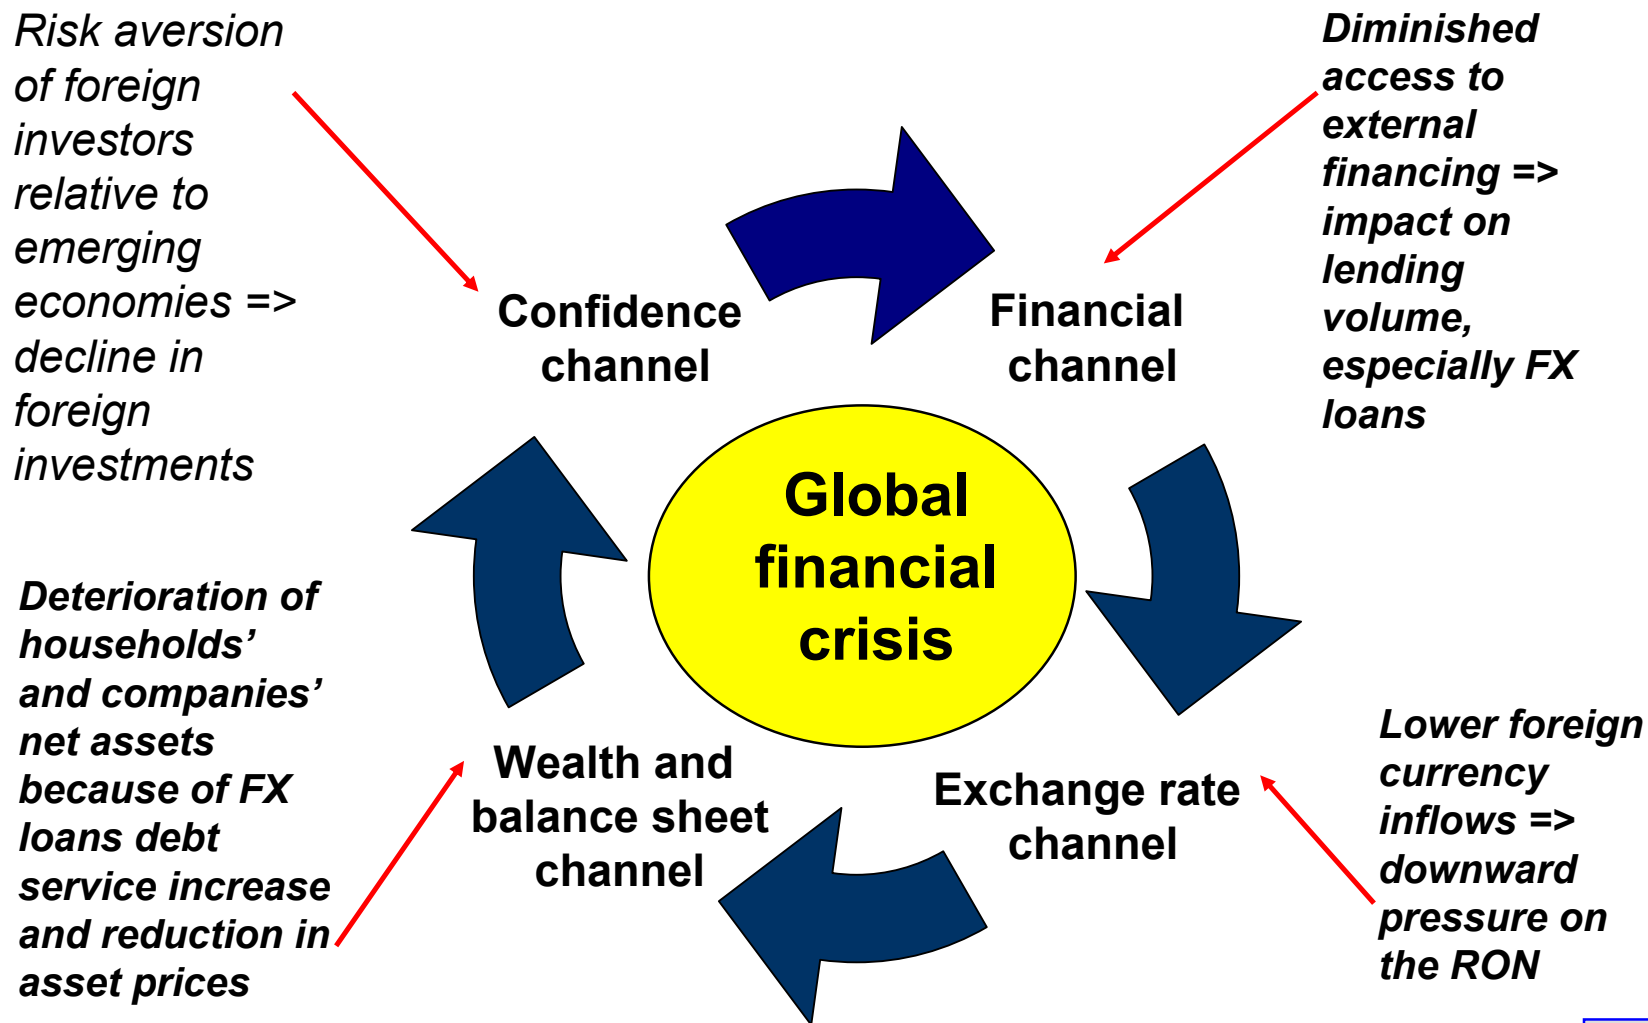 Risk aversion
of foreign
investors
relative to
emerging
economies =>
decline in
foreign
investments
Diminished
access to
external
financing =>
impact on
lending
volume,
especially FX
loans
Confidence
channel
Financial
channel
Global
financial
crisis
Deterioration of
households’
and companies’
net assets
because of FX
loans debt
service increase
and reduction in
asset prices
Wealth and
balance sheet
channel
Exchange rate
channel
Lower foreign
currency
inflows =>
downward
pressure on
the RON